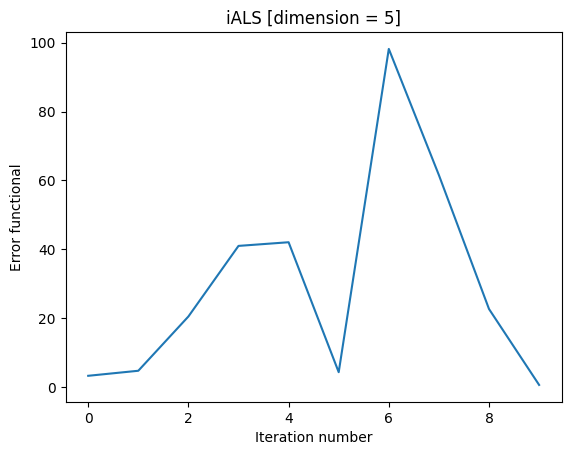 iALS [dimension = 5]
100
80
60
40
20
0
Error functional
0 2 4 6 8
Iteration number